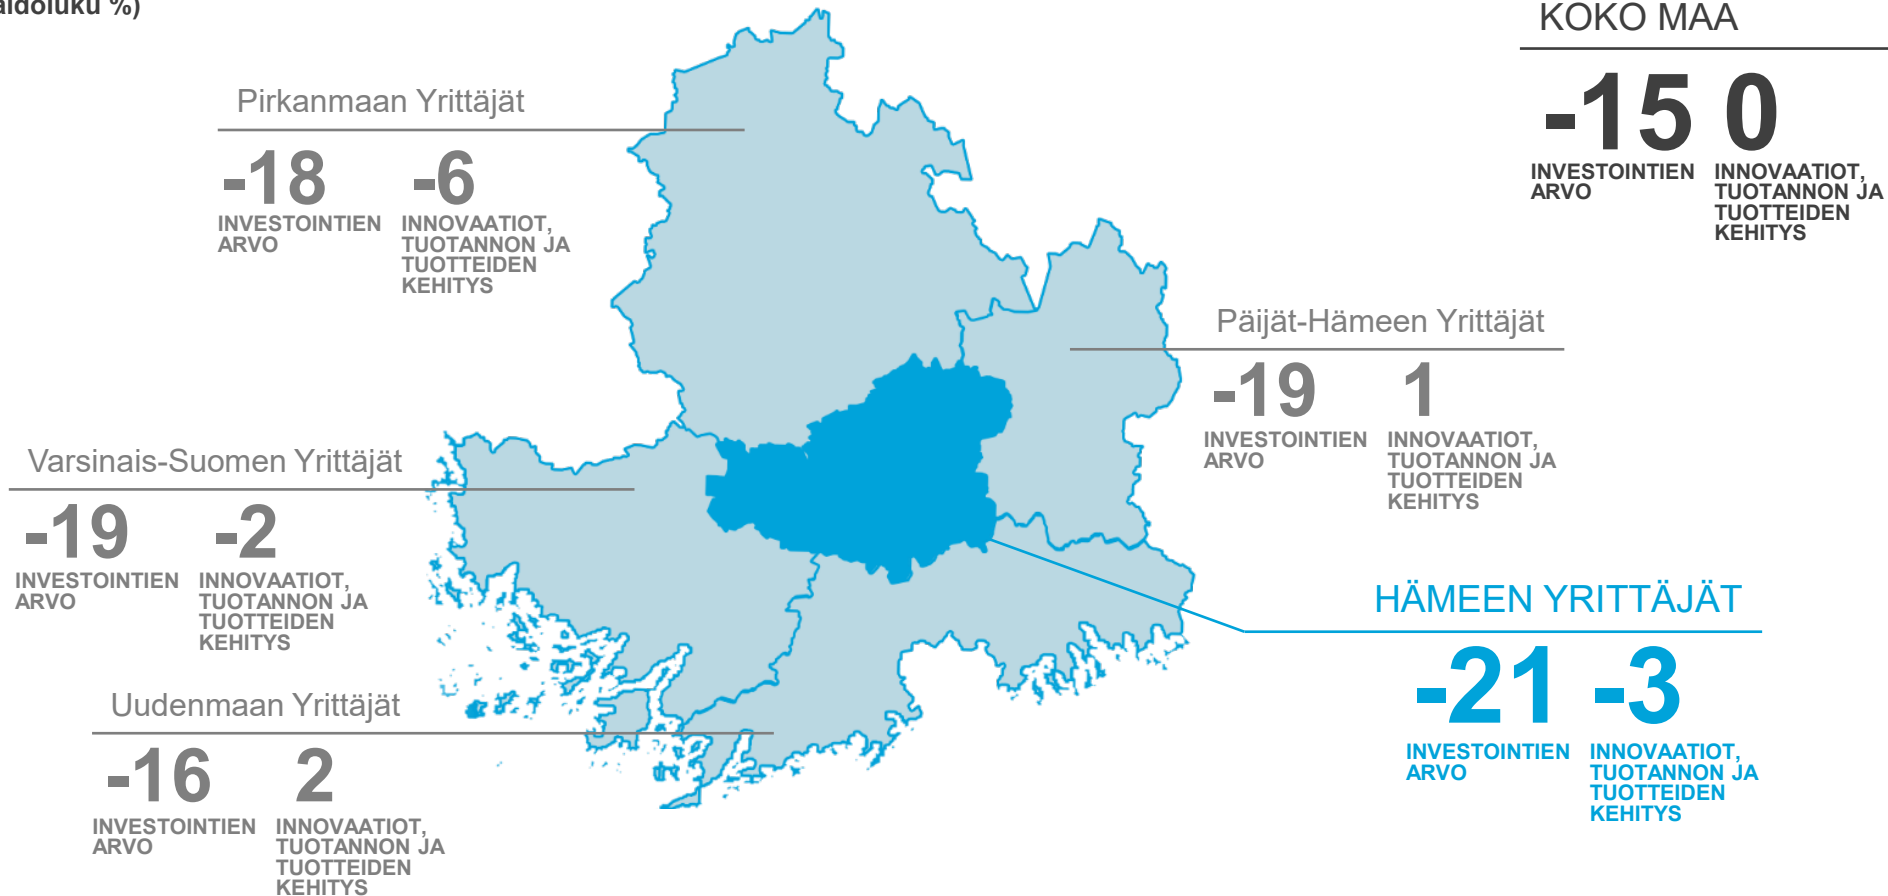 KOKO MAA
-15 0
INVESTOINTIEN
ARVO
INNOVAATIOT,
TUOTANNON JA
TUOTTEIDEN
KEHITYS
Pirkanmaan Yrittäjät
-18 -6
INVESTOINTIEN
ARVO
INNOVAATIOT,
TUOTANNON JA
TUOTTEIDEN
KEHITYS
Päijät-Hämeen Yrittäjät
-19 1
INVESTOINTIEN
ARVO
INNOVAATIOT,
TUOTANNON JA
TUOTTEIDEN
KEHITYS
Varsinais-Suomen Yrittäjät
-19 -2
INVESTOINTIEN
ARVO
INNOVAATIOT,
TUOTANNON JA
TUOTTEIDEN
KEHITYS
HÄMEEN YRITTÄJÄT
-21 -3
INVESTOINTIEN
ARVO
INNOVAATIOT,
TUOTANNON JA
TUOTTEIDEN
KEHITYS
Uudenmaan Yrittäjät
-16 2
INVESTOINTIEN
ARVO
INNOVAATIOT,
TUOTANNON JA
TUOTTEIDEN
KEHITYS